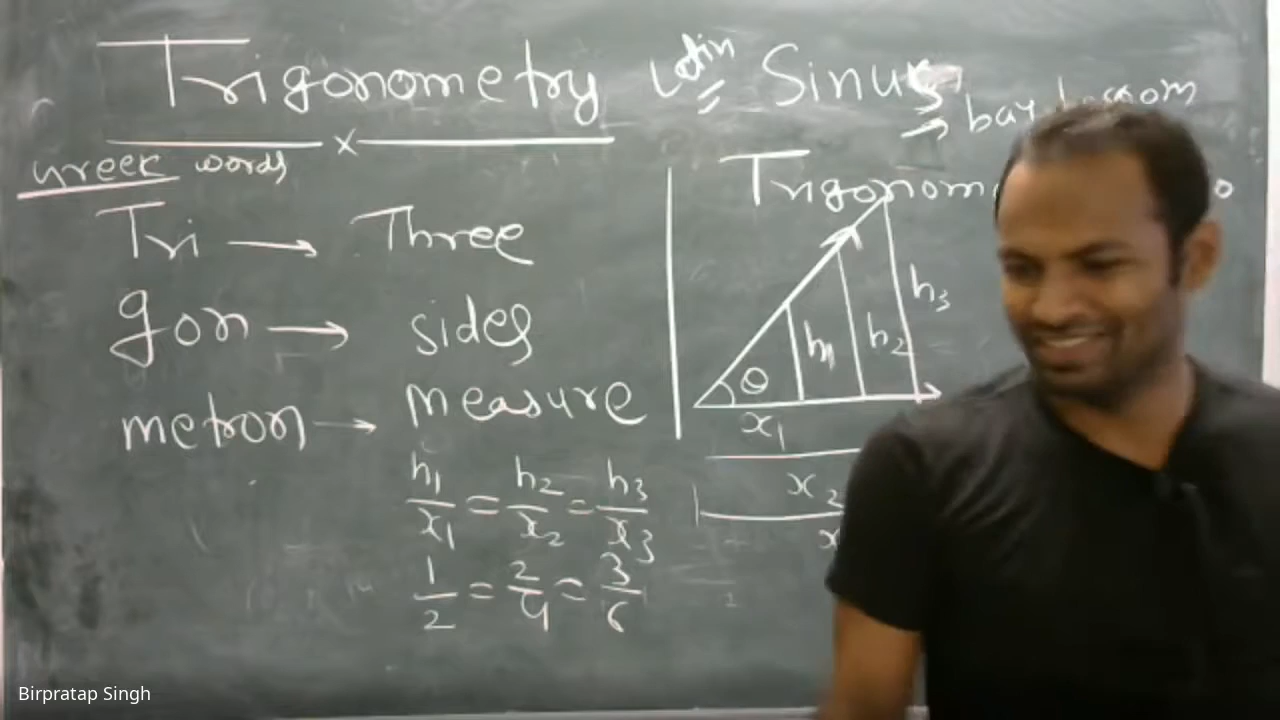 Trigonometry Latin Sinus
→ bay bosom
Greek words
Tri → Three
gon → sides
metron → measure
Trigonom
h3
h2
h1
θ
x1
x2
x
h1/x1 = h2/x2 = h3/x3
1/2 = 2/4 = 3/6
Birpratap Singh